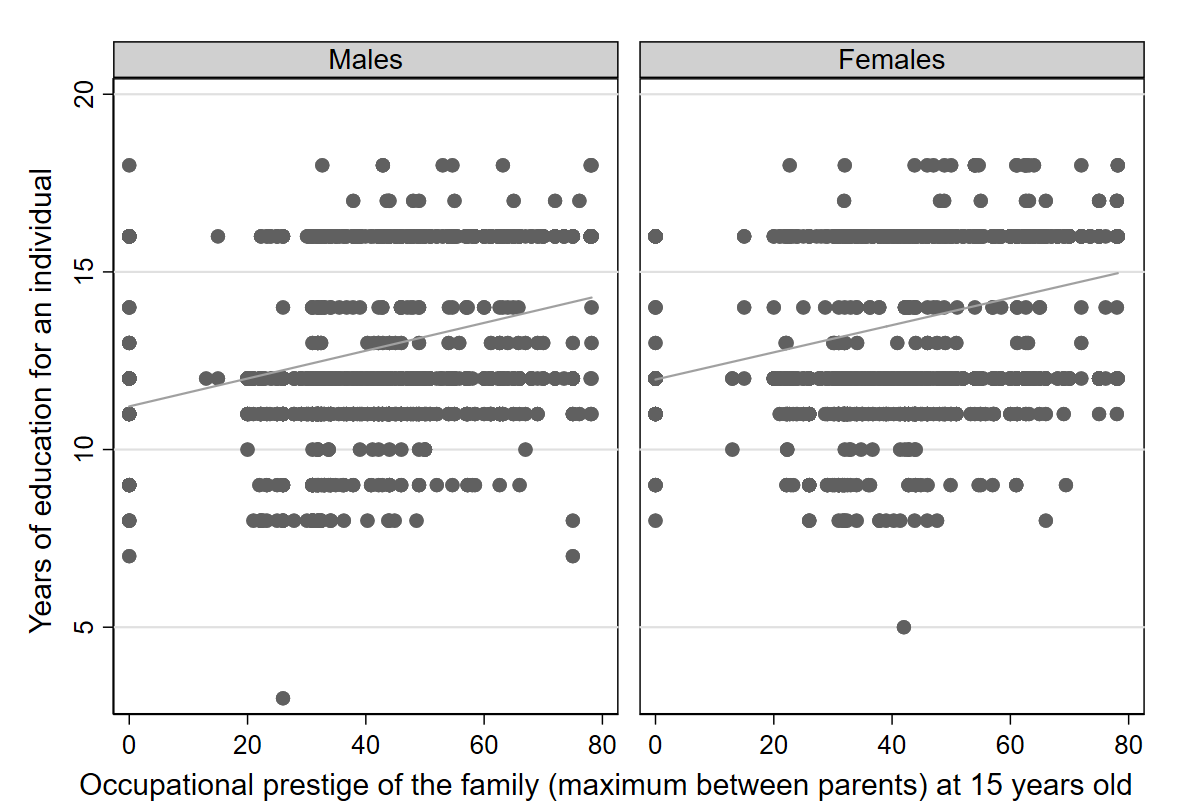 Males
Females
Years of education for an individual
20
15
10
5
0 20 40 60 80
0 20 40 60 80
Occupational prestige of the family (maximum between parents) at 15 years old